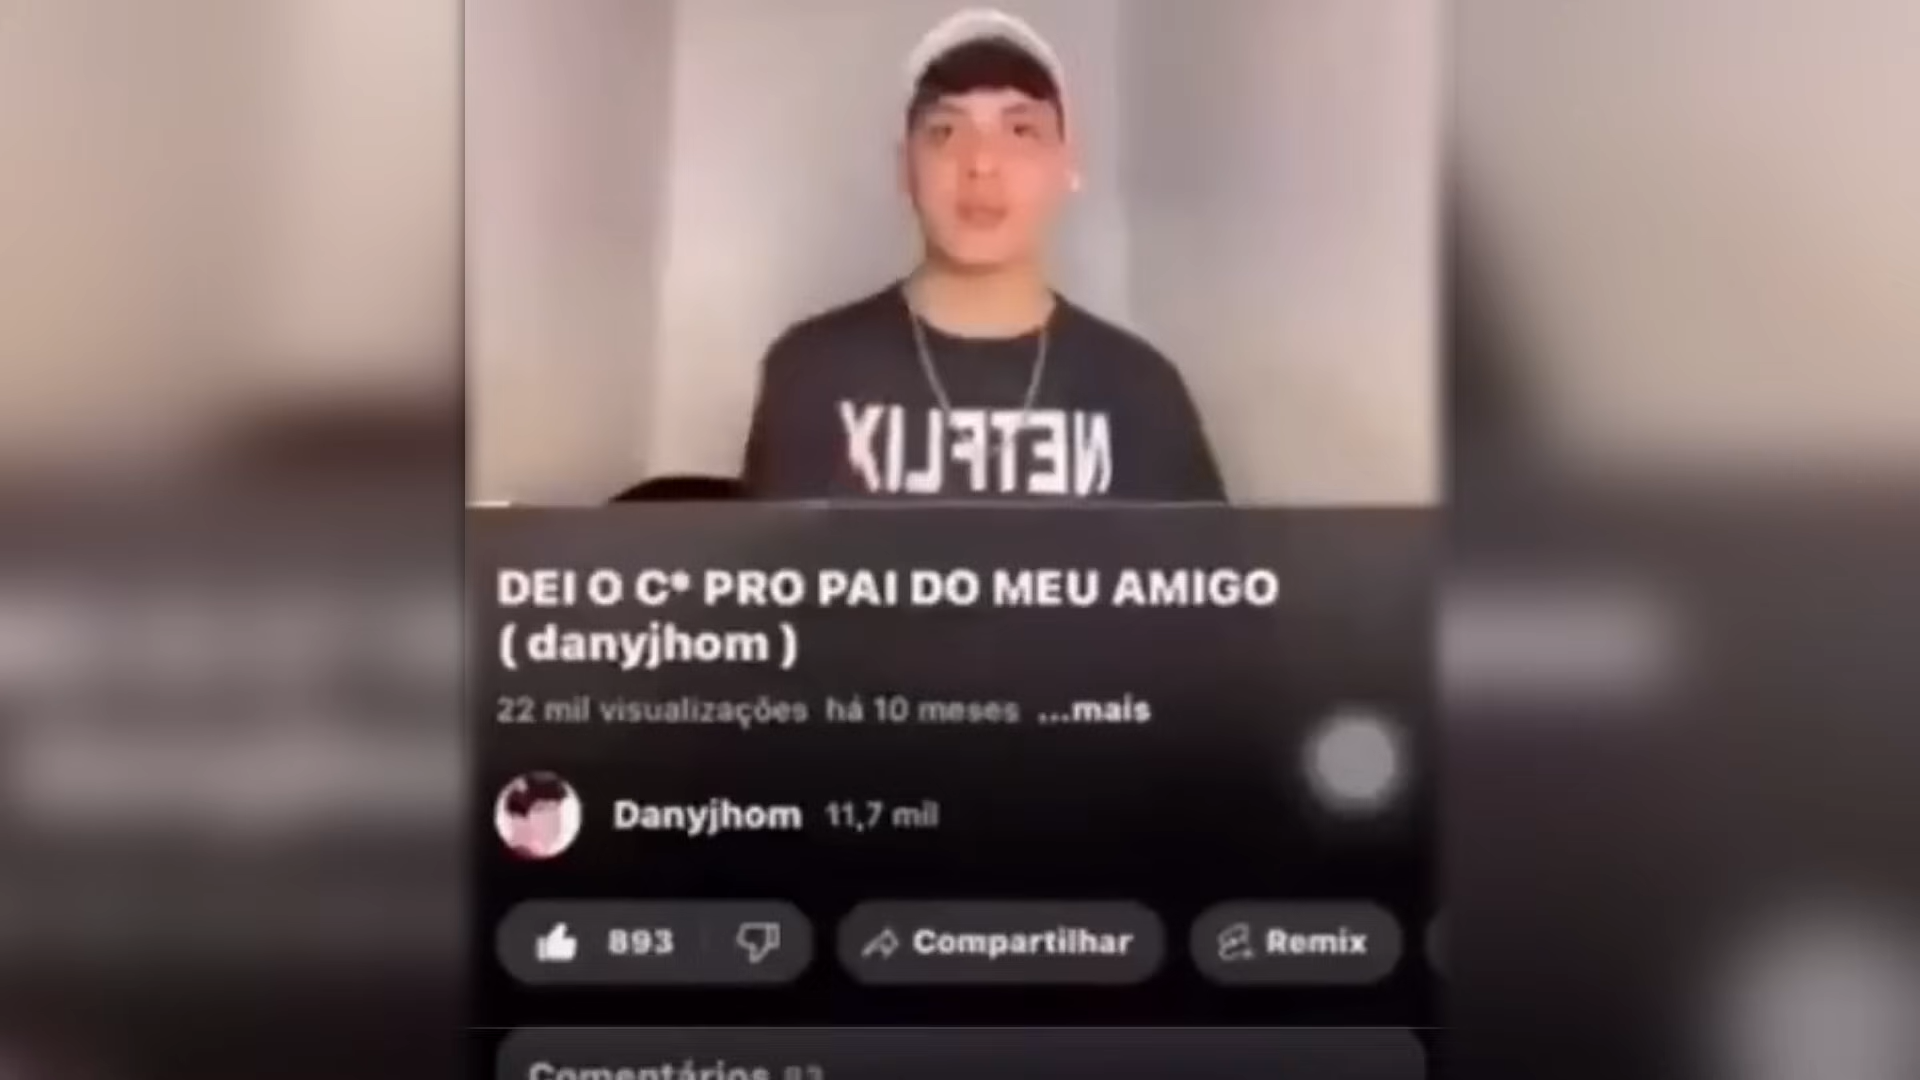 NETFLIX
DEI O C* PRO PAI DO MEU AMIGO
( danyjhom )
22 mil visualizações há 10 meses ...mais
Danyjhom 11,7 mil
893
Compartilhar
Remix
Comentários 83